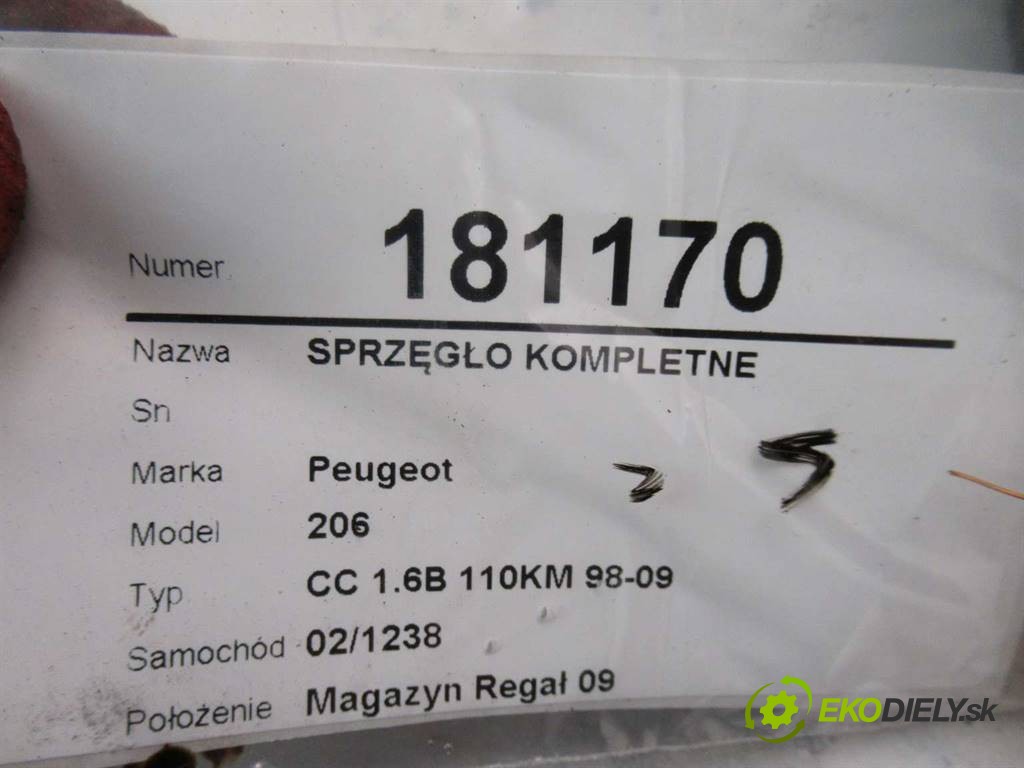 Numer 181170
Nazwa SPRZĘGŁO KOMPLETNE
Sn
Marka Peugeot
Model 206
Typ CC 1.6B 110KM 98-09
Samochód 02/1238
Położenie Magazyn Regał 09
EKODIELY.sk